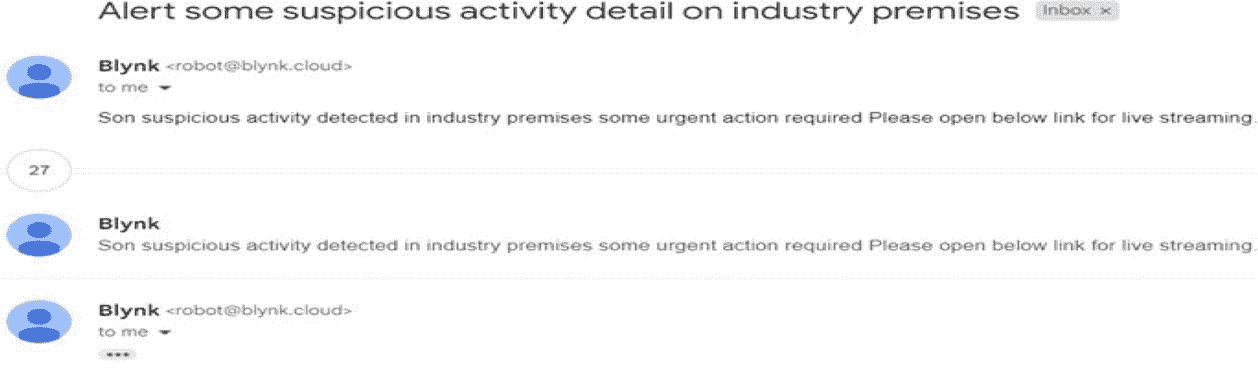 Alert some suspicious activity detail on industry premises Inbox ×
Blynk <robot@blynk.cloud>
to me
Son suspicious activity detected in industry premises some urgent action required Please open below link for live streaming.
27
Blynk
Son suspicious activity detected in industry premises some urgent action required Please open below link for live streaming.
Blynk <robot@blynk.cloud>
to me
•••